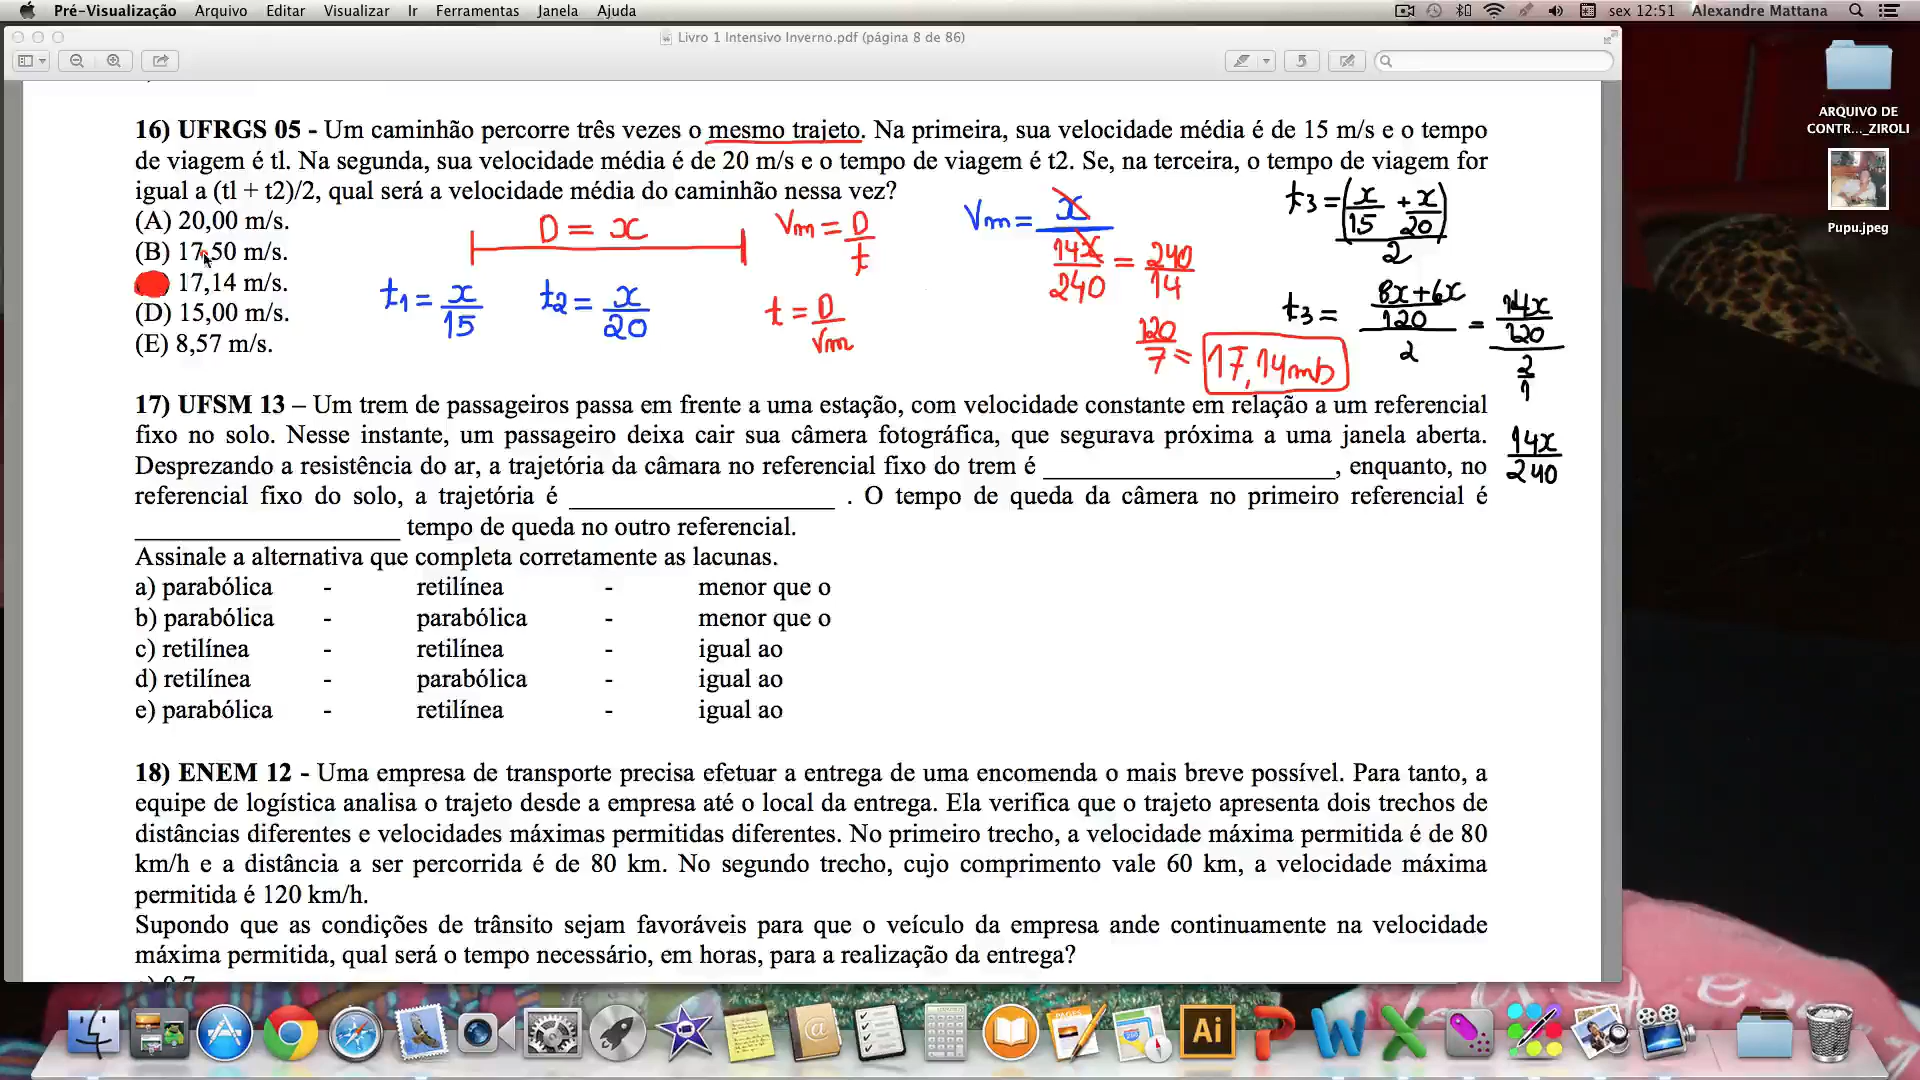 Pré-Visualização Arquivo Editar Visualizar Ir Ferramentas Janela Ajuda sex 12:51 Alexandre Mattana
Livro 1 Intensivo Inverno.pdf (página 8 de 86)
ARQUIVO DE
CONTR..._ZIROLI
Pupu.jpeg
16) UFRGS 05 - Um caminhão percorre três vezes o mesmo trajeto. Na primeira, sua velocidade média é de 15 m/s e o tempo
de viagem é tl. Na segunda, sua velocidade média é de 20 m/s e o tempo de viagem é t2. Se, na terceira, o tempo de viagem for
igual a (tl + t2)/2, qual será a velocidade média do caminhão nessa vez?
(A) 20,00 m/s.
(B) 17,50 m/s.
17,14 m/s.
(D) 15,00 m/s.
(E) 8,57 m/s.
D = x
t1 = x/15
t2 = x/20
Vm = D/t
t = D/Vm
Vm = x/(14x/240) = 240/14
120/7 = 17,14m/s
t3 = (x/15 + x/20)/2
t3 = ((8x+6x)/120)/2 = (14x/120)/(2/1)
14x/240
17) UFSM 13 – Um trem de passageiros passa em frente a uma estação, com velocidade constante em relação a um referencial
fixo no solo. Nesse instante, um passageiro deixa cair sua câmera fotográfica, que segurava próxima a uma janela aberta.
Desprezando a resistência do ar, a trajetória da câmara no referencial fixo do trem é ______, enquanto, no
referencial fixo do solo, a trajetória é ______ . O tempo de queda da câmera no primeiro referencial é
______ tempo de queda no outro referencial.
Assinale a alternativa que completa corretamente as lacunas.
a) parabólica - retilínea - menor que o
b) parabólica - parabólica - menor que o
c) retilínea - retilínea - igual ao
d) retilínea - parabólica - igual ao
e) parabólica - retilínea - igual ao
18) ENEM 12 - Uma empresa de transporte precisa efetuar a entrega de uma encomenda o mais breve possível. Para tanto, a
equipe de logística analisa o trajeto desde a empresa até o local da entrega. Ela verifica que o trajeto apresenta dois trechos de
distâncias diferentes e velocidades máximas permitidas diferentes. No primeiro trecho, a velocidade máxima permitida é de 80
km/h e a distância a ser percorrida é de 80 km. No segundo trecho, cujo comprimento vale 60 km, a velocidade máxima
permitida é 120 km/h.
Supondo que as condições de trânsito sejam favoráveis para que o veículo da empresa ande continuamente na velocidade
máxima permitida, qual será o tempo necessário, em horas, para a realização da entrega?
PAGES
Ai